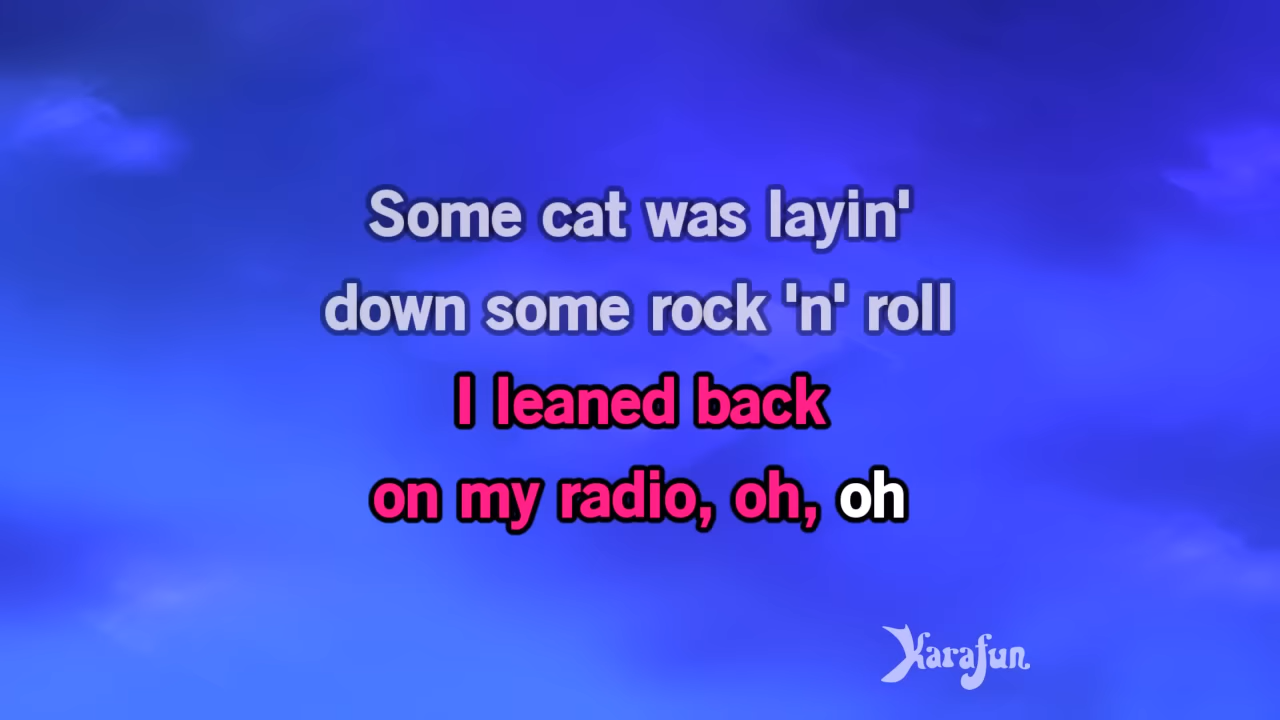 Some cat was layin'
down some rock 'n' roll
I leaned back
on my radio, oh, oh
Karafun